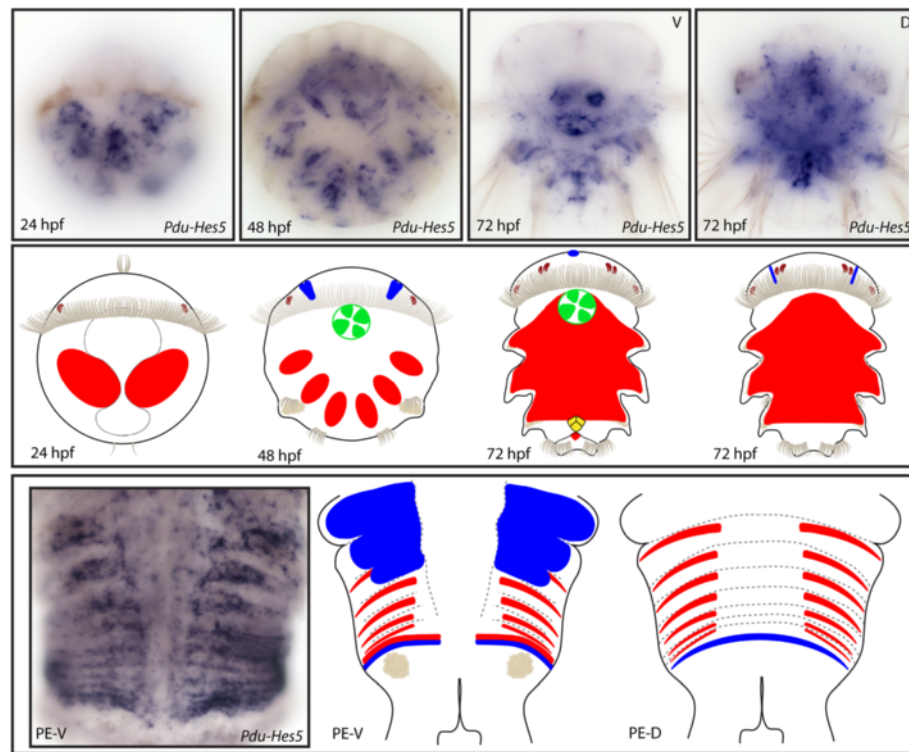 V
D
24 hpf
Pdu-Hes5
48 hpf
Pdu-Hes5
72 hpf
Pdu-Hes5
72 hpf
Pdu-Hes5
24 hpf
48 hpf
72 hpf
72 hpf
PE-V
Pdu-Hes5
PE-V
PE-D